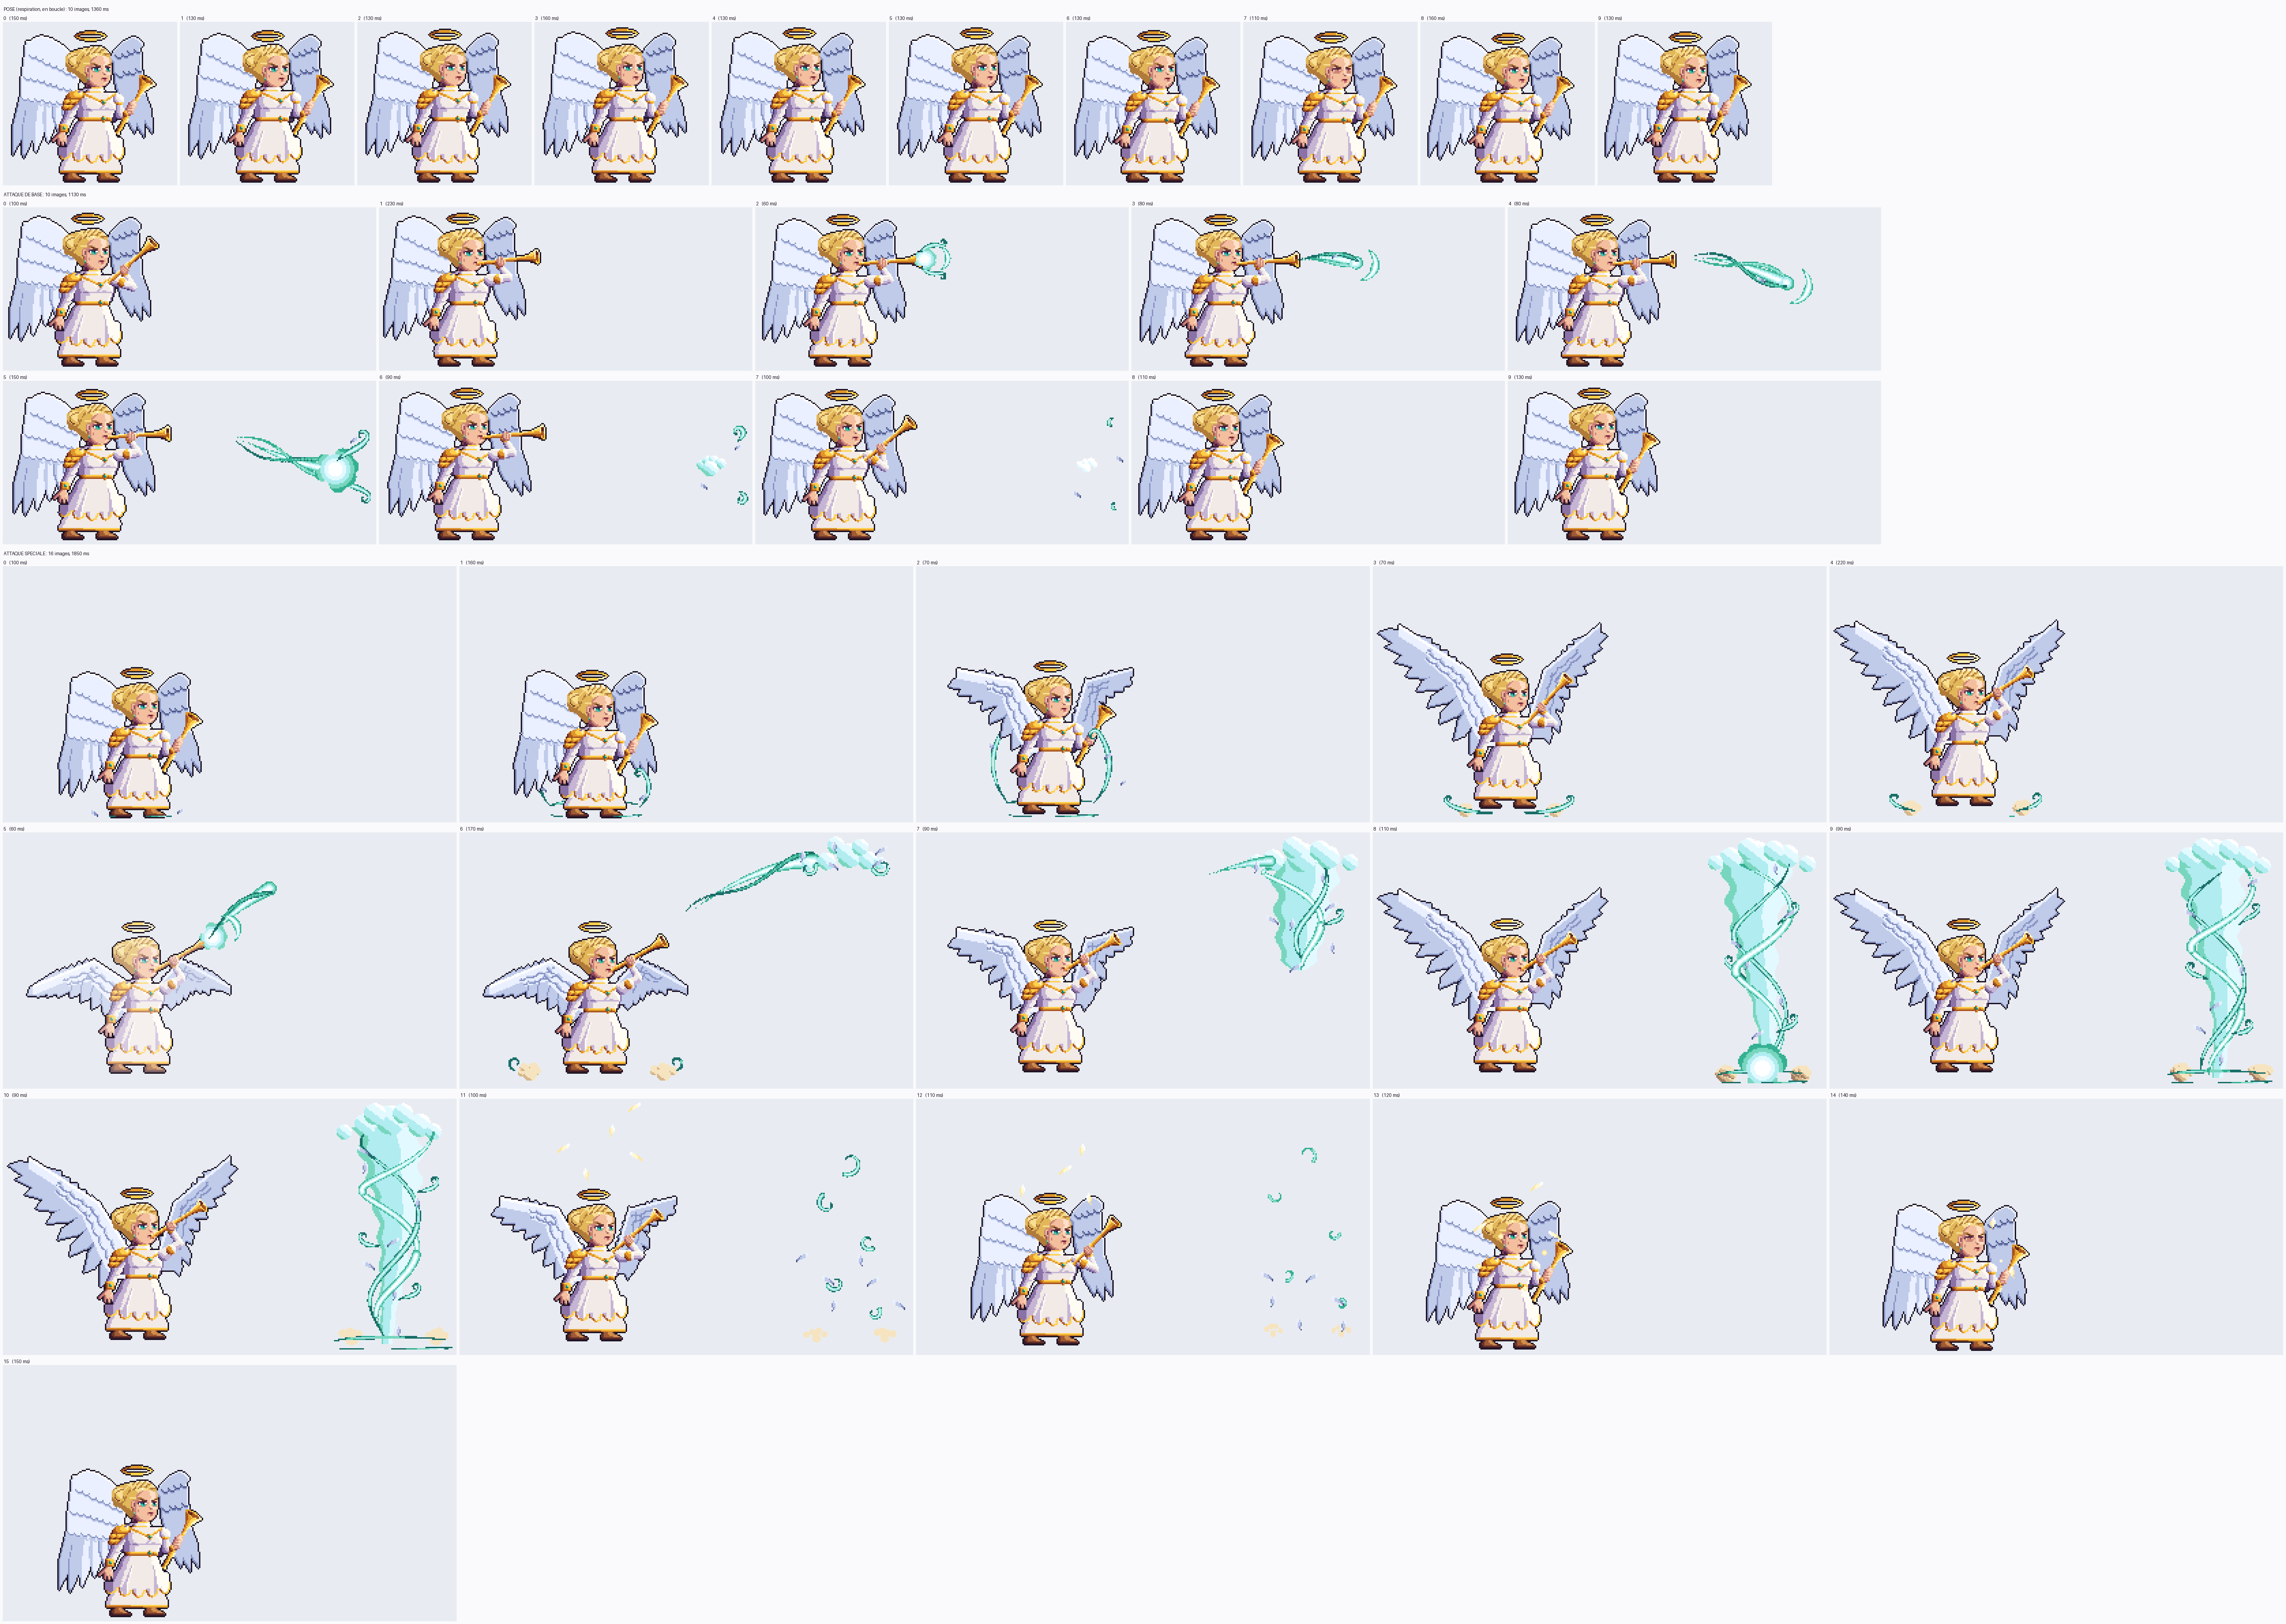 POSE (respiration, en boucle) : 10 images, 1360 ms
0 (150 ms) 1 (130 ms) 2 (130 ms) 3 (160 ms) 4 (130 ms) 5 (130 ms) 6 (130 ms) 7 (110 ms) 8 (160 ms) 9 (130 ms)
ATTAQUE DE BASE : 10 images, 1130 ms
0 (100 ms) 1 (230 ms) 2 (60 ms) 3 (80 ms) 4 (80 ms)
5 (150 ms) 6 (90 ms) 7 (100 ms) 8 (110 ms) 9 (130 ms)
ATTAQUE SPECIALE : 16 images, 1850 ms
0 (100 ms) 1 (160 ms) 2 (70 ms) 3 (70 ms) 4 (220 ms)
5 (80 ms) 6 (170 ms) 7 (90 ms) 8 (110 ms) 9 (90 ms)
10 (90 ms) 11 (100 ms) 12 (110 ms) 13 (120 ms) 14 (140 ms)
15 (150 ms)